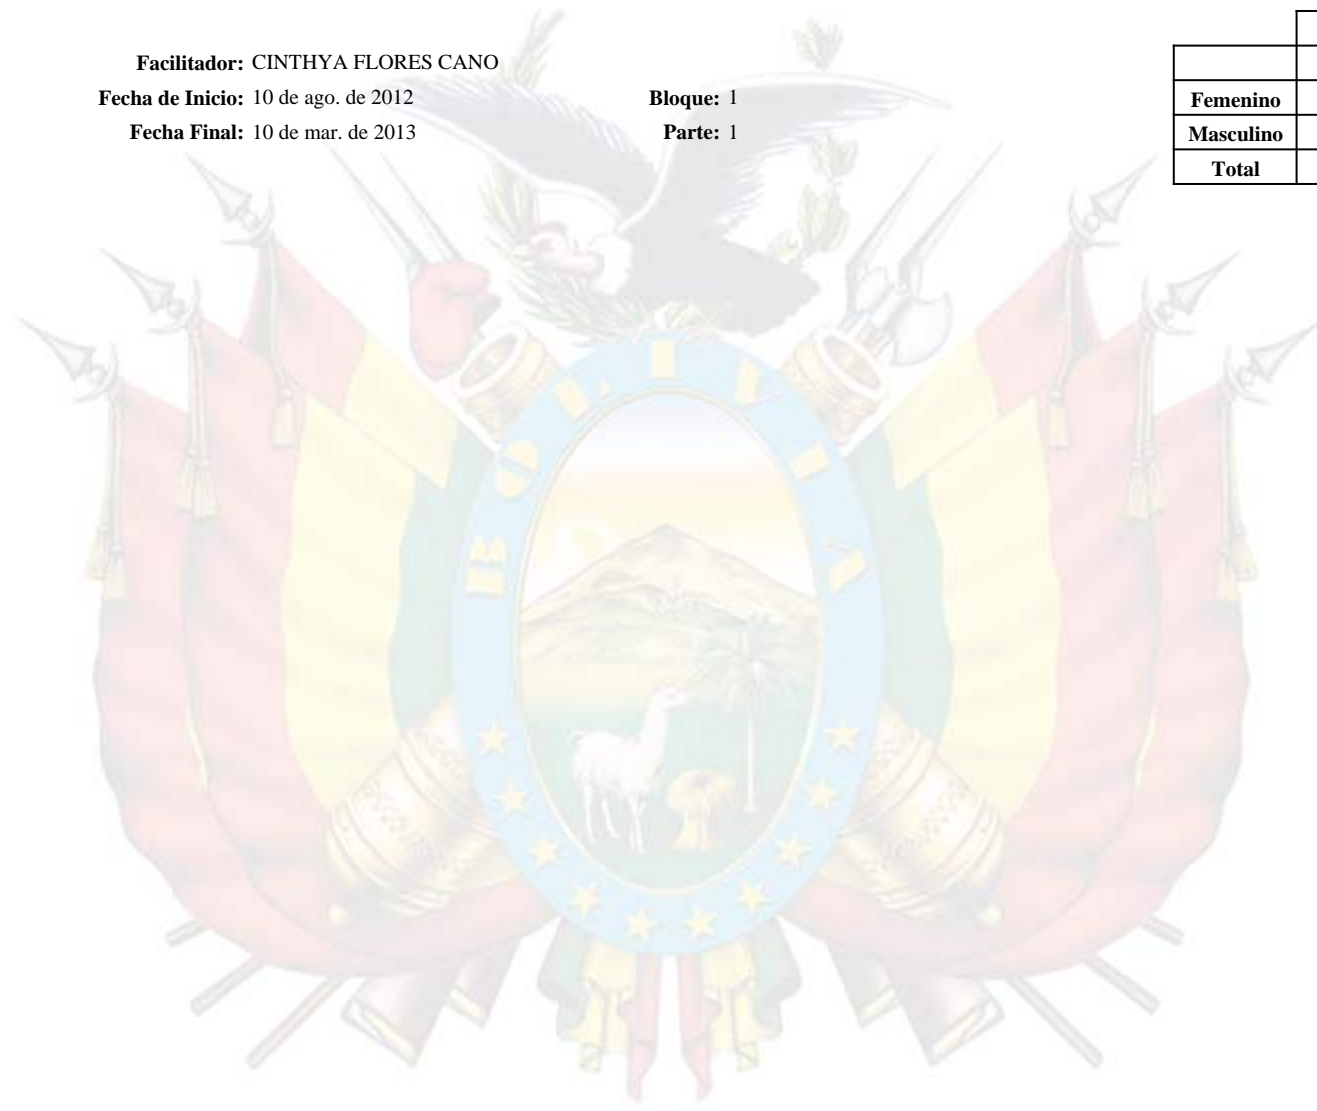 Facilitador: CINTHYA FLORES CANO
Fecha de Inicio: 10 de ago. de 2012 Bloque: 1
Fecha Final: 10 de mar. de 2013 Parte: 1
Femenino
Masculino
Total
BOLIVIA